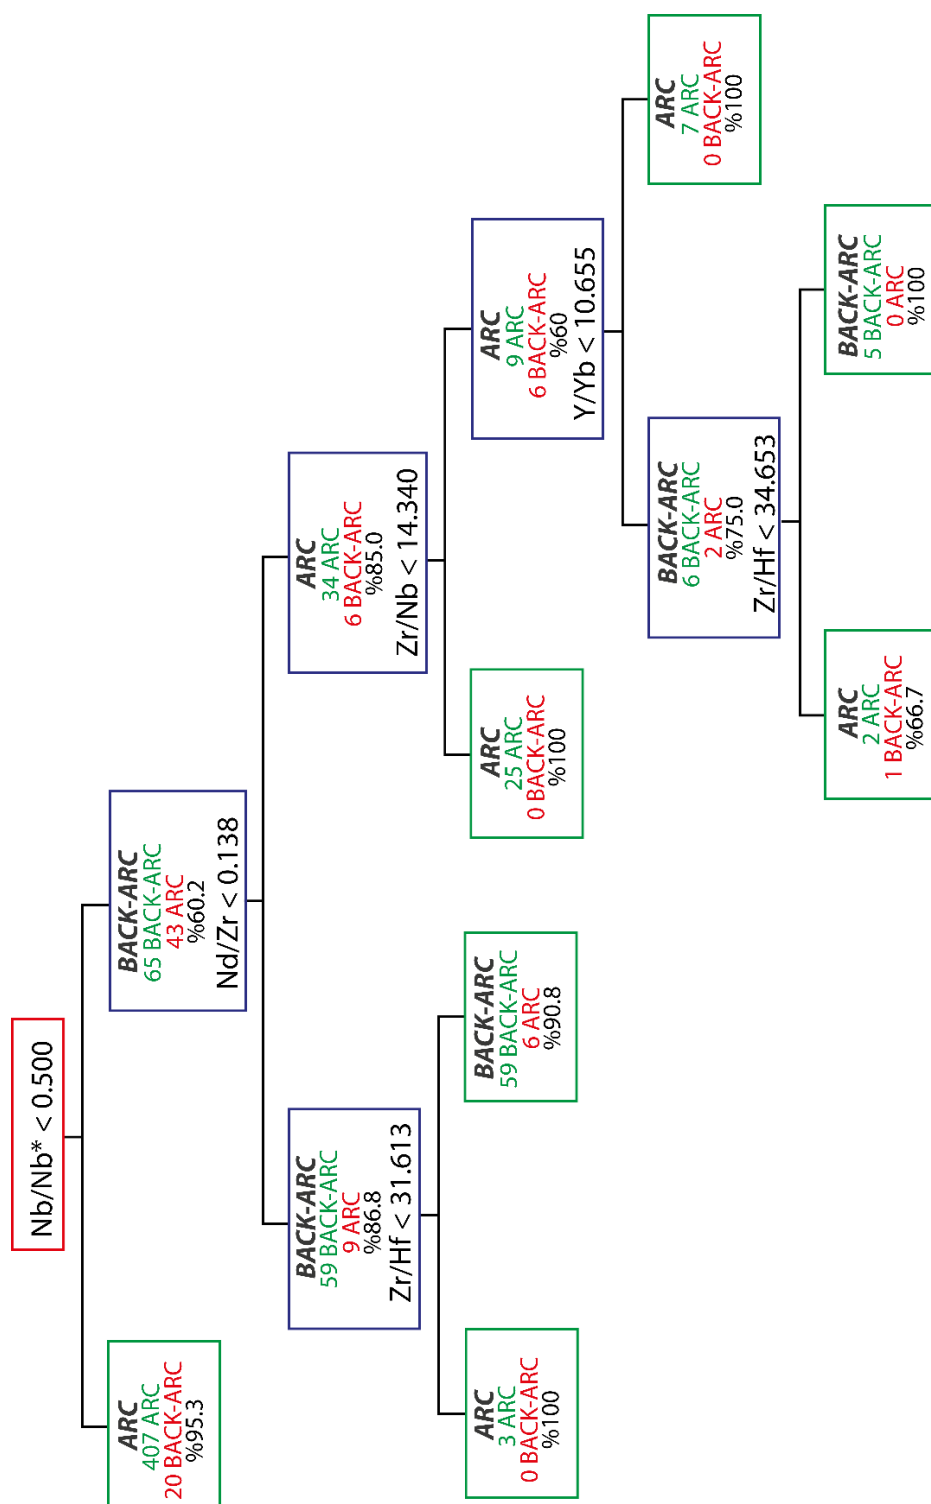 Nb/Nb* < 0.500
ARC
407 ARC
20 BACK-ARC
%95.3
BACK-ARC
65 BACK-ARC
43 ARC
%60.2
Nd/Zr < 0.138
BACK-ARC
59 BACK-ARC
9 ARC
%86.8
Zr/Hf < 31.613
ARC
34 ARC
6 BACK-ARC
%85.0
Zr/Nb < 14.340
ARC
3 ARC
0 BACK-ARC
%100
BACK-ARC
59 BACK-ARC
6 ARC
%90.8
ARC
25 ARC
0 BACK-ARC
%100
ARC
9 ARC
6 BACK-ARC
%60
Y/Yb < 10.655
BACK-ARC
6 BACK-ARC
2 ARC
%75.0
Zr/Hf < 34.653
ARC
7 ARC
0 BACK-ARC
%100
ARC
2 ARC
1 BACK-ARC
%66.7
BACK-ARC
5 BACK-ARC
0 ARC
%100